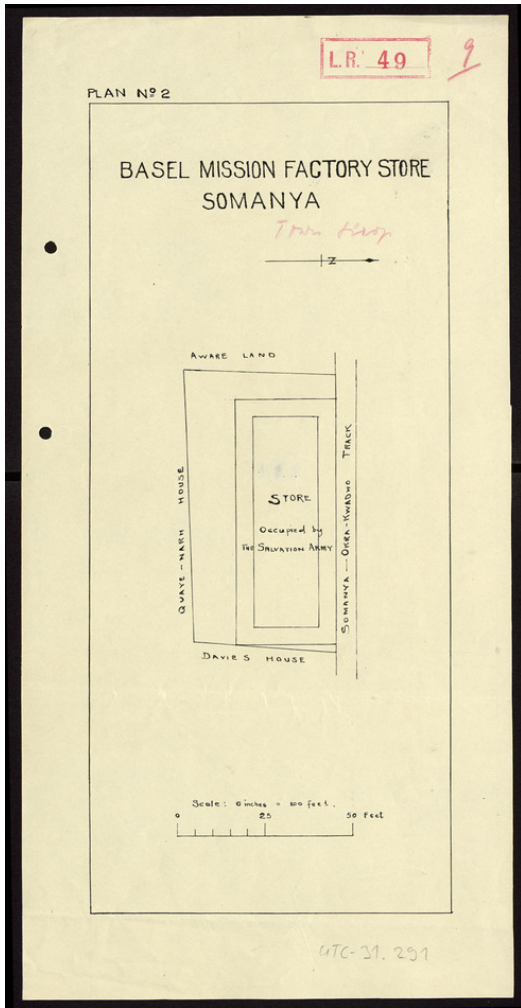 L.R. 49
9
PLAN Nº 2
BASEL MISSION FACTORY STORE
SOMANYA
Town Shop
N
AWARE LAND
QUAYE-NARH HOUSE
STORE
Occupied by
THE SALVATION ARMY
SOMANYA — OKRA-KWADWO TRACK
DAVIES HOUSE
Scale: 6 inches = 100 feet.
0 25 50 Feet
UTC-31.291